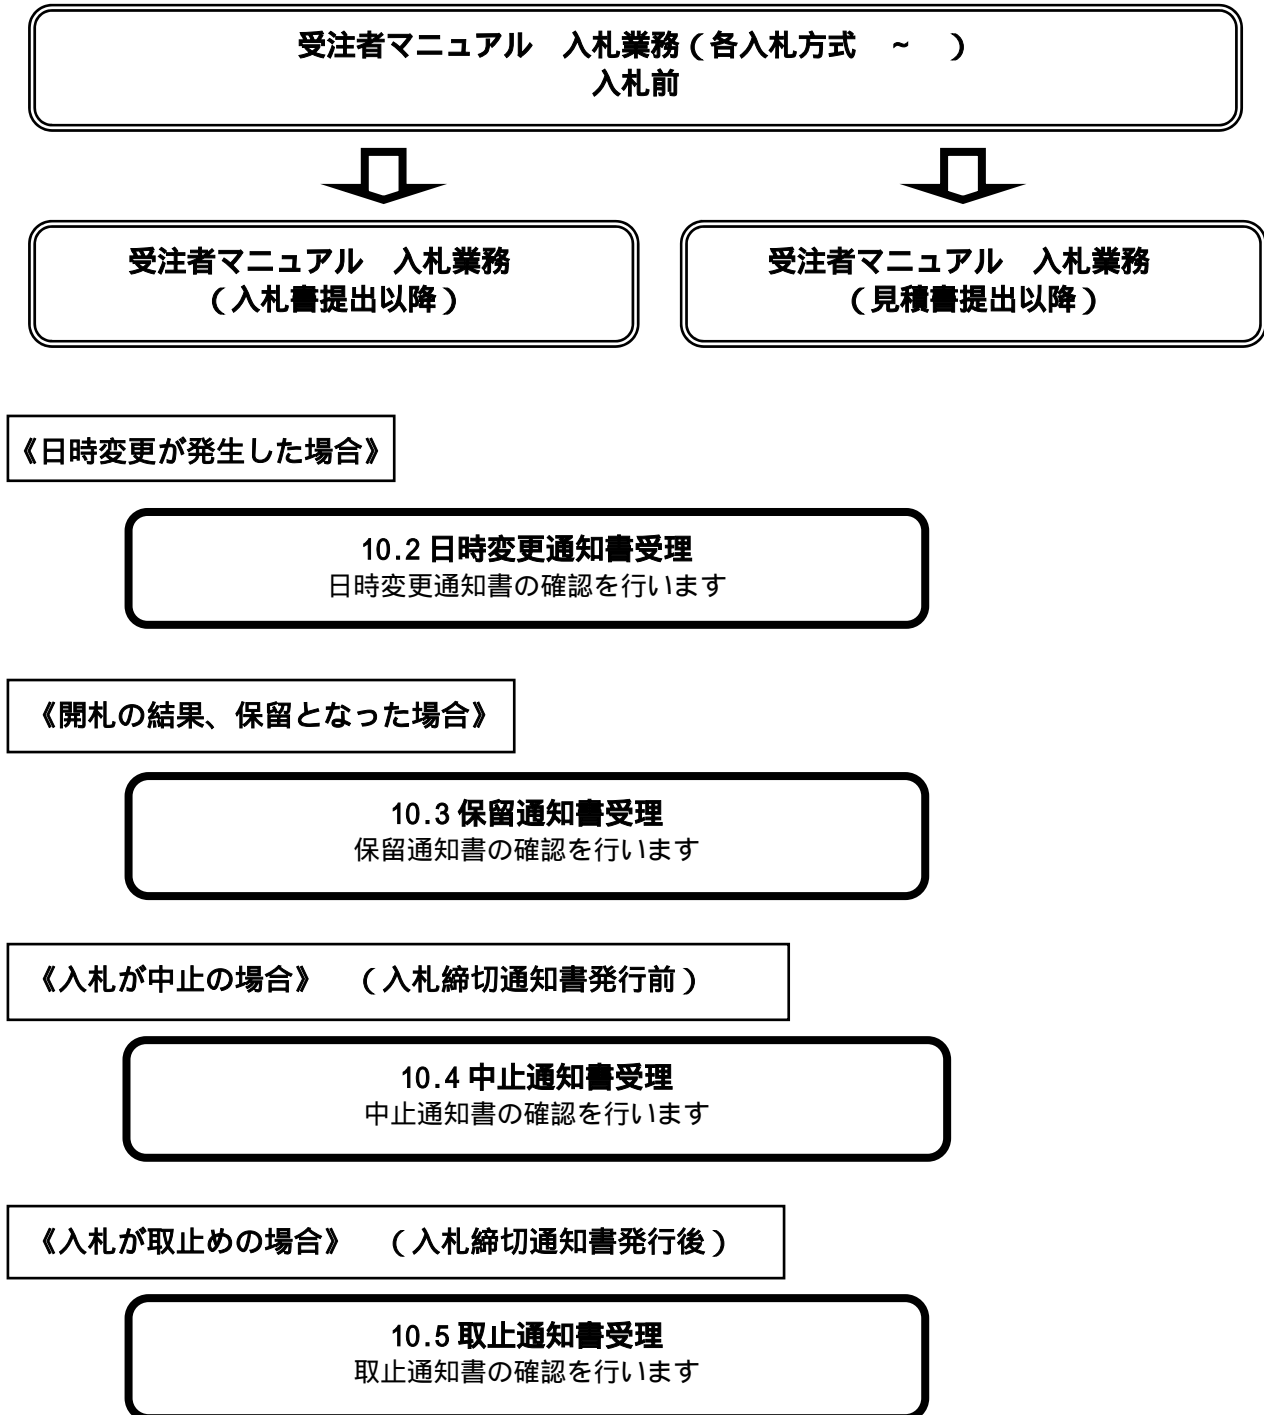 受注者マニュアル　入札業務（各入札方式　~　）
入札前
受注者マニュアル　入札業務
（入札書提出以降）
受注者マニュアル　入札業務
（見積書提出以降）
《日時変更が発生した場合》
10.2 日時変更通知書受理
日時変更通知書の確認を行います
《開札の結果、保留となった場合》
10.3 保留通知書受理
保留通知書の確認を行います
《入札が中止の場合》　（入札締切通知書発行前）
10.4 中止通知書受理
中止通知書の確認を行います
《入札が取止めの場合》　（入札締切通知書発行後）
10.5 取止通知書受理
取止通知書の確認を行います